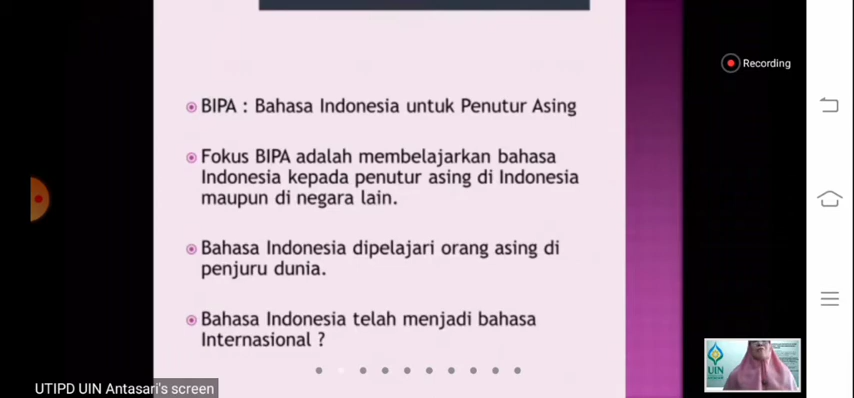 Recording
BIPA : Bahasa Indonesia untuk Penutur Asing
Fokus BIPA adalah membelajarkan bahasa
Indonesia kepada penutur asing di Indonesia
maupun di negara lain.
Bahasa Indonesia dipelajari orang asing di
penjuru dunia.
Bahasa Indonesia telah menjadi bahasa
Internasional ?
UIN
UTIPD UIN Antasari's screen